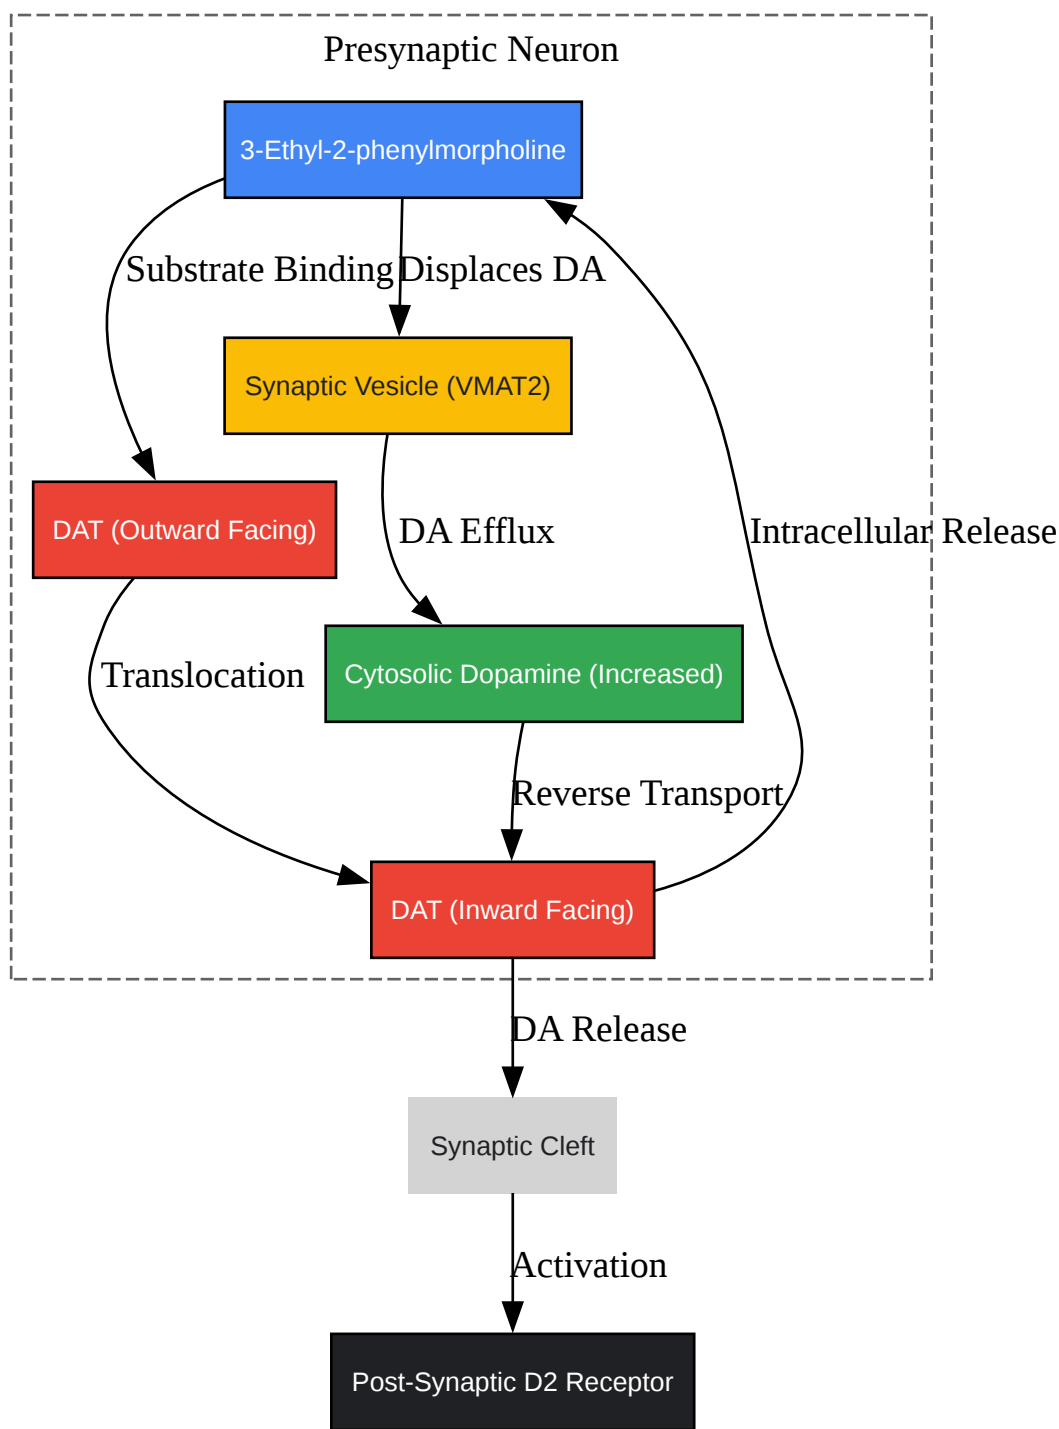 Presynaptic Neuron
3-Ethyl-2-phenylmorpholine
Substrate Binding
Displaces DA
Synaptic Vesicle (VMAT2)
DAT (Outward Facing)
DA Efflux
Intracellular Release
Translocation
Cytosolic Dopamine (Increased)
Reverse Transport
DAT (Inward Facing)
DA Release
Synaptic Cleft
Activation
Post-Synaptic D2 Receptor